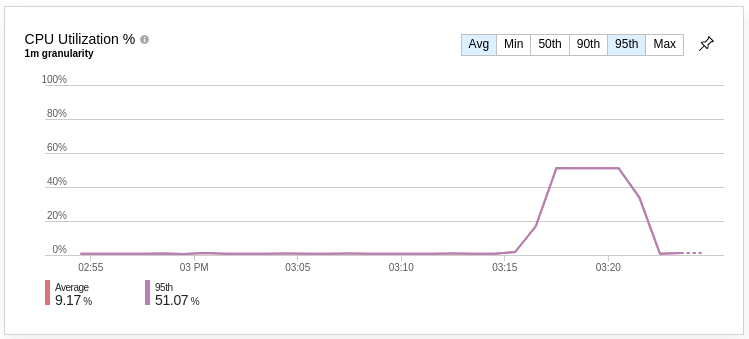 CPU Utilization %
1m granularity
Avg Min 50th 90th 95th Max
100%
80%
60%
40%
20%
0%
02:55 03 PM 03:05 03:10 03:15 03:20
Average 95th
9.17 % 51.07 %